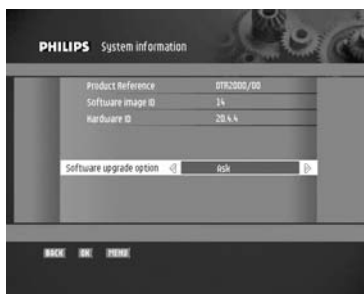 PHILIPS System information
Product Reference DTR2000/00
Software image ID 14
Hardware ID 20.4.4
Software upgrade option Ask
BACK OK MENU